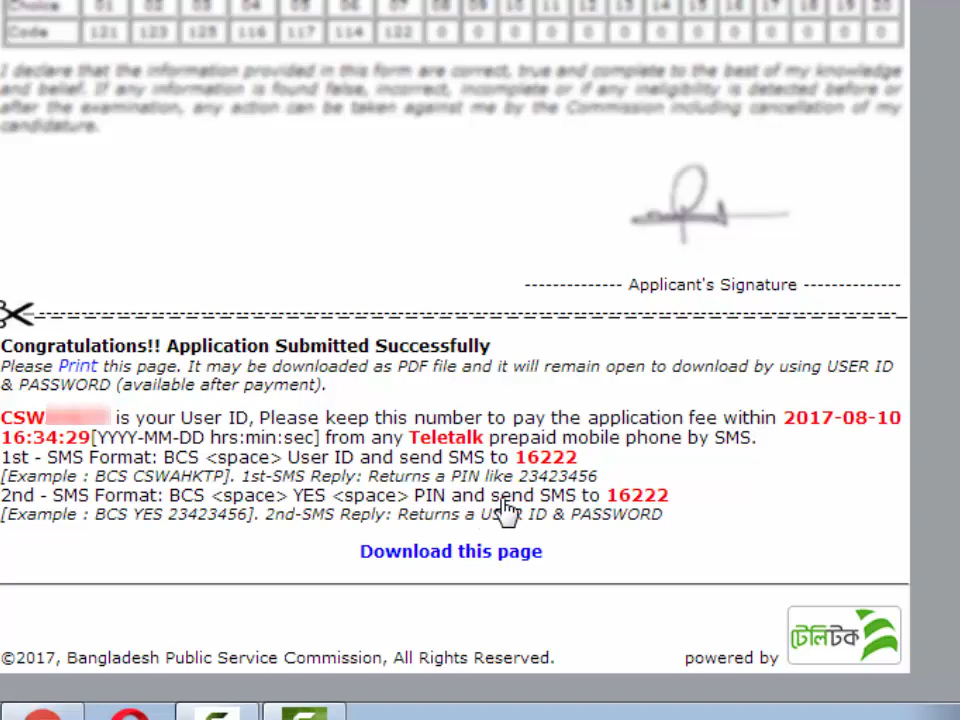 Choice 01 02 03 04 05 06 07 08 09 10 11 12 13 14 15 16 17 18 19 20
Code 121 123 125 116 117 114 122 0 0 0 0 0 0 0 0 0 0 0 0 0
I declare that the information provided in this form are correct, true and complete to the best of my knowledge
and belief. If any information is found false, incorrect, incomplete or if any ineligibility is detected before or
after the examination, any action can be taken against me by the Commission including cancellation of my
candidature.
-------------- Applicant's Signature --------------
Congratulations!! Application Submitted Successfully
Please Print this page. It may be downloaded as PDF file and it will remain open to download by using USER ID
& PASSWORD (available after payment).
CSW is your User ID, Please keep this number to pay the application fee within 2017-08-10
16:34:29[YYYY-MM-DD hrs:min:sec] from any Teletalk prepaid mobile phone by SMS.
1st - SMS Format: BCS <space> User ID and send SMS to 16222
[Example : BCS CSWAHKTP]. 1st-SMS Reply: Returns a PIN like 23423456
2nd - SMS Format: BCS <space> YES <space> PIN and send SMS to 16222
[Example : BCS YES 23423456]. 2nd-SMS Reply: Returns a USER ID & PASSWORD
Download this page
টেলিটক
©2017, Bangladesh Public Service Commission, All Rights Reserved. powered by